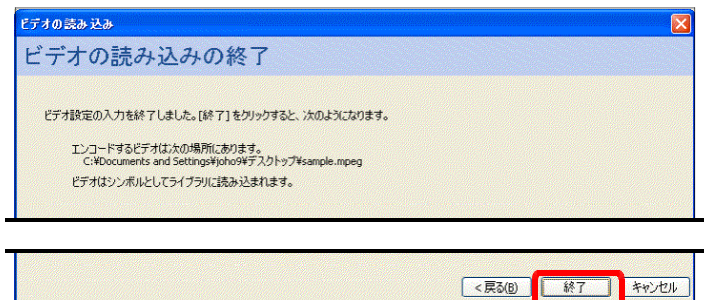 ビデオの読み込み
ビデオの読み込みの終了
ビデオ設定の入力を終了しました。[終了]をクリックすると、次のようになります。
エンコードするビデオは次の場所にあります。
C:¥Documents and Settings¥joho9¥デスクトップ¥sample.mpeg
ビデオはシンボルとしてライブラリに読み込まれます。
< 戻る(B) 終了 キャンセル